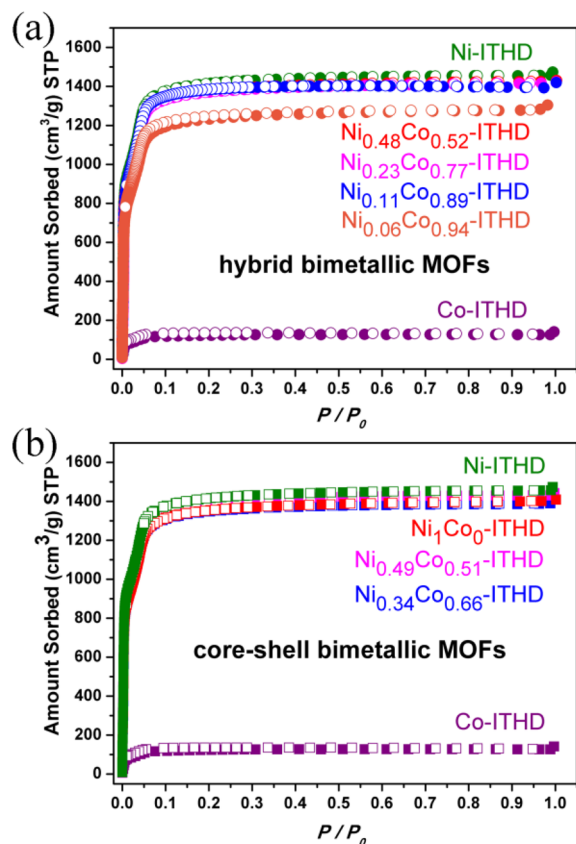 (a)
1600
1400
1200
1000
800
600
400
200
0
Amount Sorbed (cm³/g) STP
Ni-ITHD
Ni₀.₄₈Co₀.₅₂-ITHD
Ni₀.₂₃Co₀.₇₇-ITHD
Ni₀.₁₁Co₀.₈₉-ITHD
Ni₀.₀₆Co₀.₉₄-ITHD
hybrid bimetallic MOFs
Co-ITHD
0.0 0.1 0.2 0.3 0.4 0.5 0.6 0.7 0.8 0.9 1.0
P / P₀
(b)
1600
1400
1200
1000
800
600
400
200
0
Amount Sorbed (cm³/g) STP
Ni-ITHD
Ni₁Co₀-ITHD
Ni₀.₄₉Co₀.₅₁-ITHD
Ni₀.₃₄Co₀.₆₆-ITHD
core-shell bimetallic MOFs
Co-ITHD
0.0 0.1 0.2 0.3 0.4 0.5 0.6 0.7 0.8 0.9 1.0
P / P₀